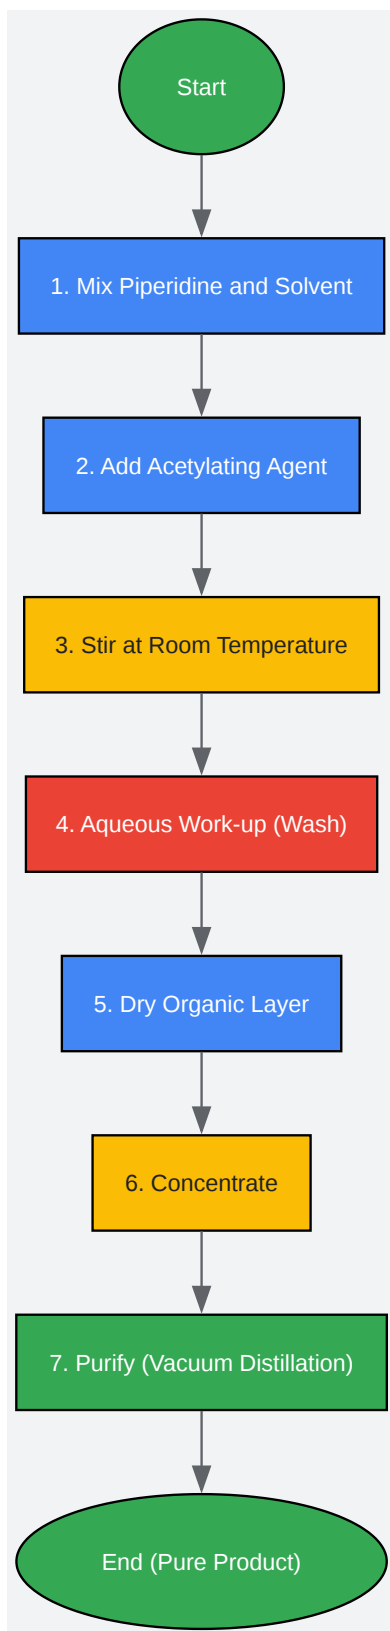 Start
1. Mix Piperidine and Solvent
2. Add Acetylating Agent
3. Stir at Room Temperature
4. Aqueous Work-up (Wash)
5. Dry Organic Layer
6. Concentrate
7. Purify (Vacuum Distillation)
End (Pure Product)